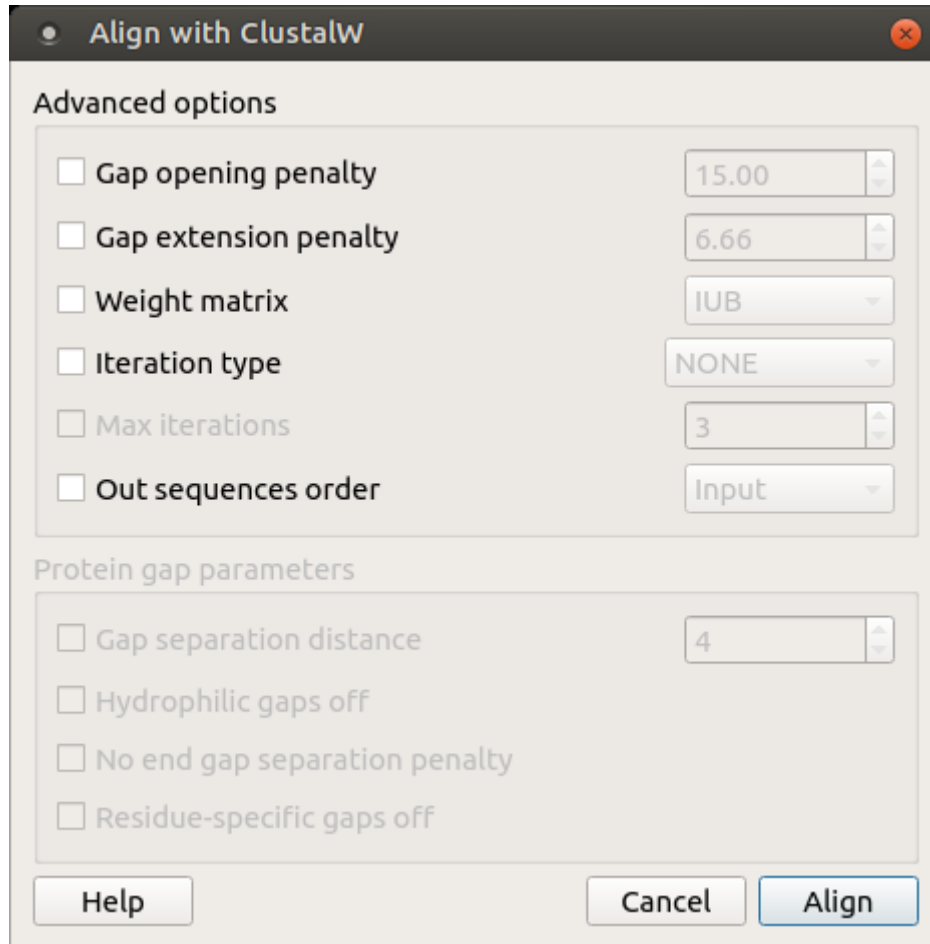 Align with ClustalW
Advanced options
Gap opening penalty 15.00
Gap extension penalty 6.66
Weight matrix IUB
Iteration type NONE
Max iterations 3
Out sequences order Input
Protein gap parameters
Gap separation distance 4
Hydrophilic gaps off
No end gap separation penalty
Residue-specific gaps off
Help Cancel Align